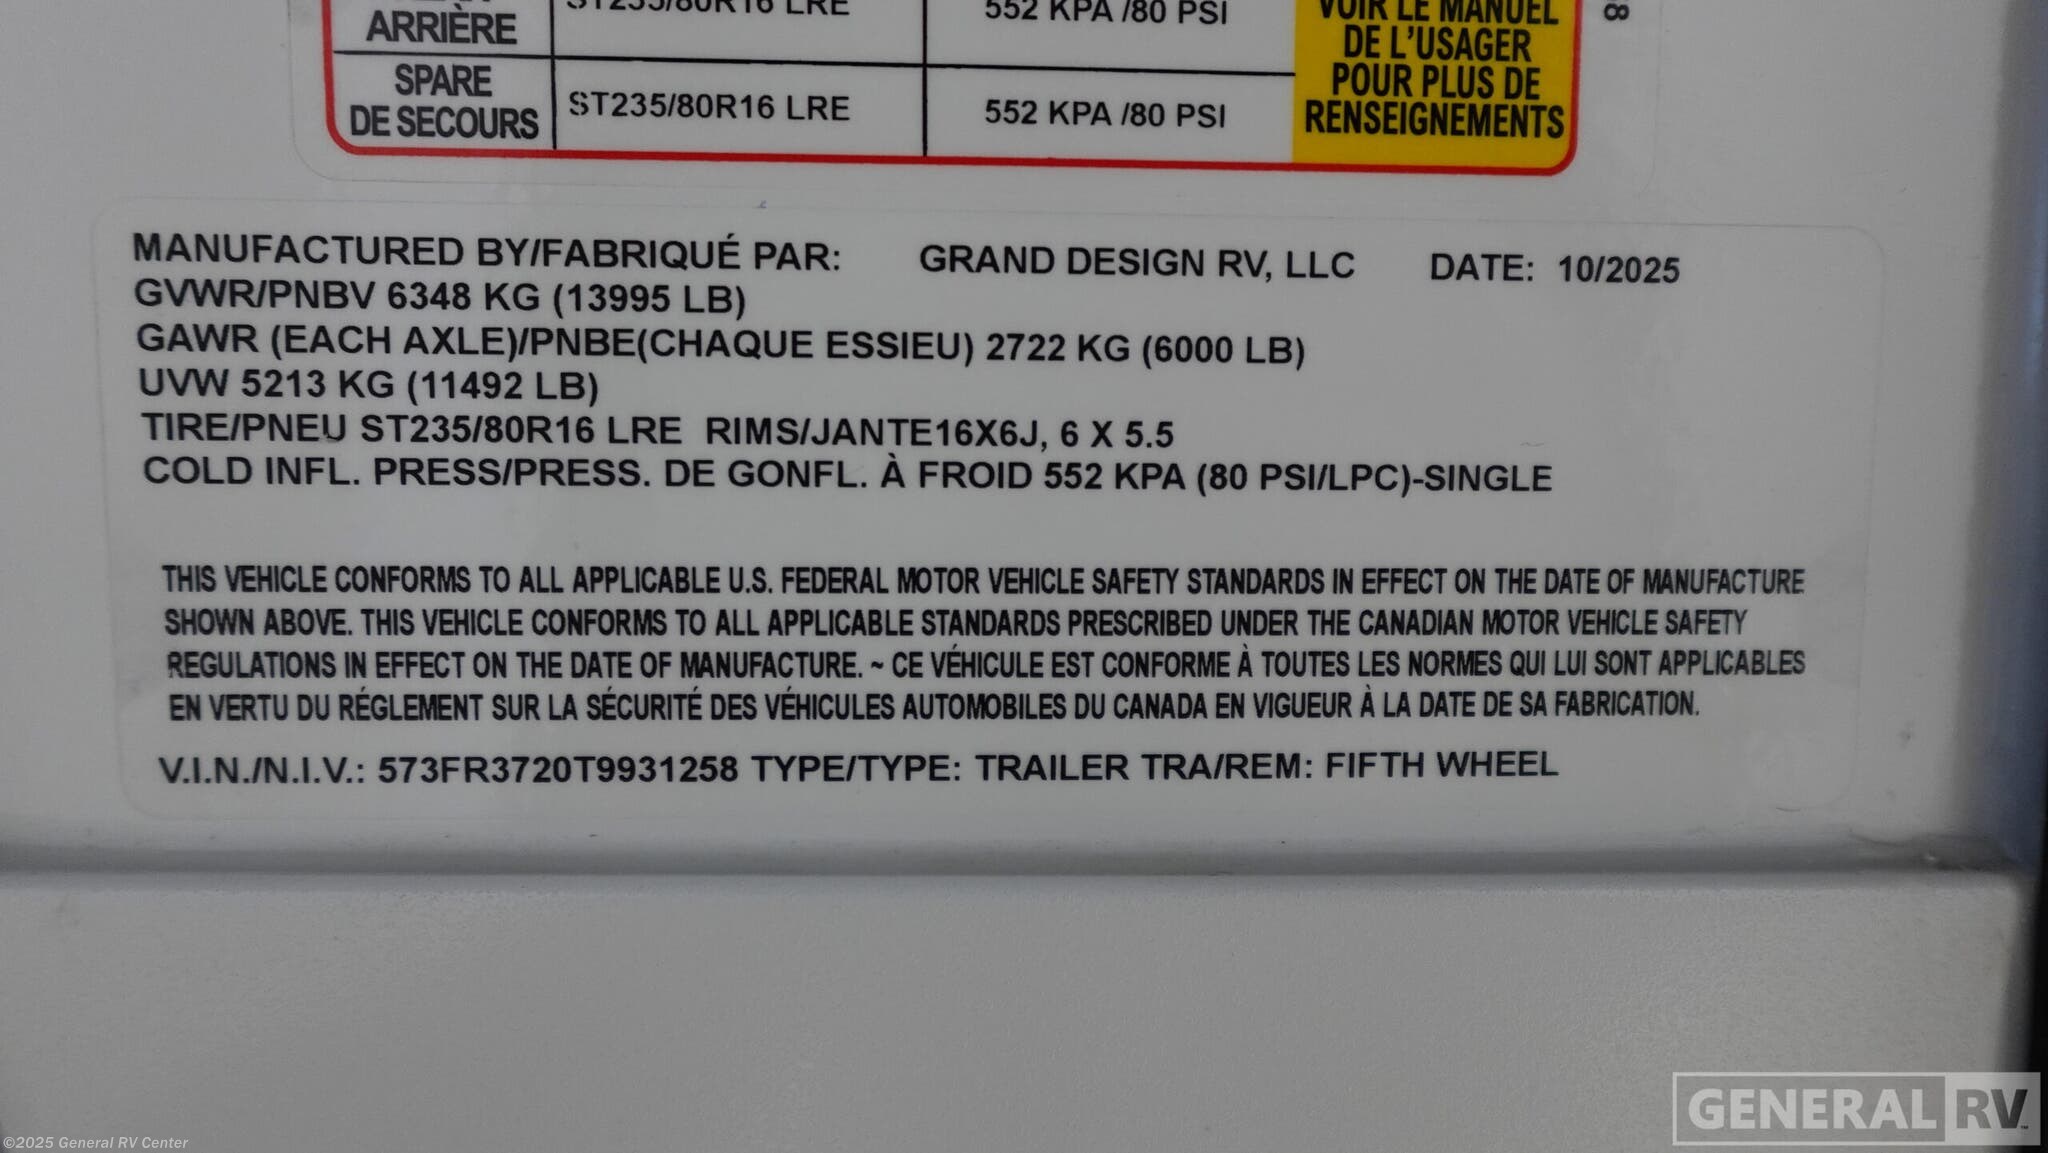 ARRIÈRE
ST235/80R16 LRE
552 KPA /80 PSI
VOIR LE MANUEL
DE L'USAGER
POUR PLUS DE
RENSEIGNEMENTS
SPARE
DE SECOURS
ST235/80R16 LRE
552 KPA /80 PSI
MANUFACTURED BY/FABRIQUÉ PAR: GRAND DESIGN RV, LLC DATE: 10/2025
GVWR/PNBV 6348 KG (13995 LB)
GAWR (EACH AXLE)/PNBE(CHAQUE ESSIEU) 2722 KG (6000 LB)
UVW 5213 KG (11492 LB)
TIRE/PNEU ST235/80R16 LRE RIMS/JANTE16X6J, 6 X 5.5
COLD INFL. PRESS/PRESS. DE GONFL. À FROID 552 KPA (80 PSI/LPC)-SINGLE
THIS VEHICLE CONFORMS TO ALL APPLICABLE U.S. FEDERAL MOTOR VEHICLE SAFETY STANDARDS IN EFFECT ON THE DATE OF MANUFACTURE
SHOWN ABOVE. THIS VEHICLE CONFORMS TO ALL APPLICABLE STANDARDS PRESCRIBED UNDER THE CANADIAN MOTOR VEHICLE SAFETY
REGULATIONS IN EFFECT ON THE DATE OF MANUFACTURE. ~ CE VÉHICULE EST CONFORME À TOUTES LES NORMES QUI LUI SONT APPLICABLES
EN VERTU DU RÉGLEMENT SUR LA SÉCURITÉ DES VÉHICULES AUTOMOBILES DU CANADA EN VIGUEUR À LA DATE DE SA FABRICATION.
V.I.N./N.I.V.: 573FR3720T9931258 TYPE/TYPE: TRAILER TRA/REM: FIFTH WHEEL
GENERAL RV
©2025 General RV Center